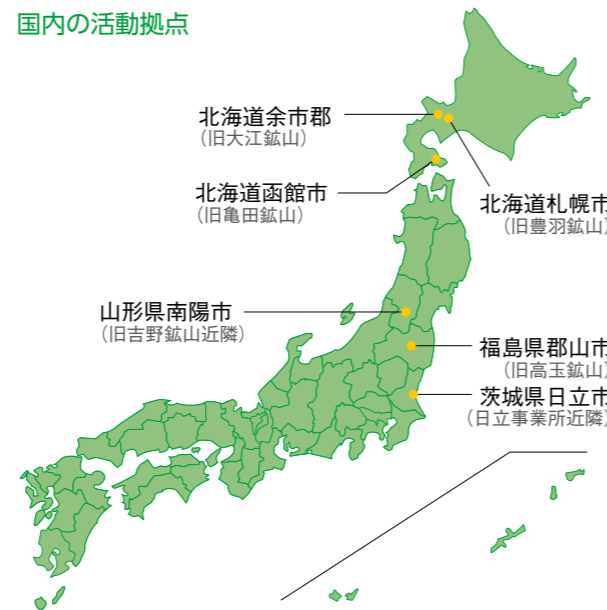 国内の活動拠点
北海道余市郡
（旧大江鉱山）
北海道函館市
（旧亀田鉱山）
北海道札幌市
（旧豊羽鉱山）
山形県南陽市
（旧吉野鉱山近隣）
福島県郡山市
（旧高玉鉱山）
茨城県日立市
（日立事業所近隣）